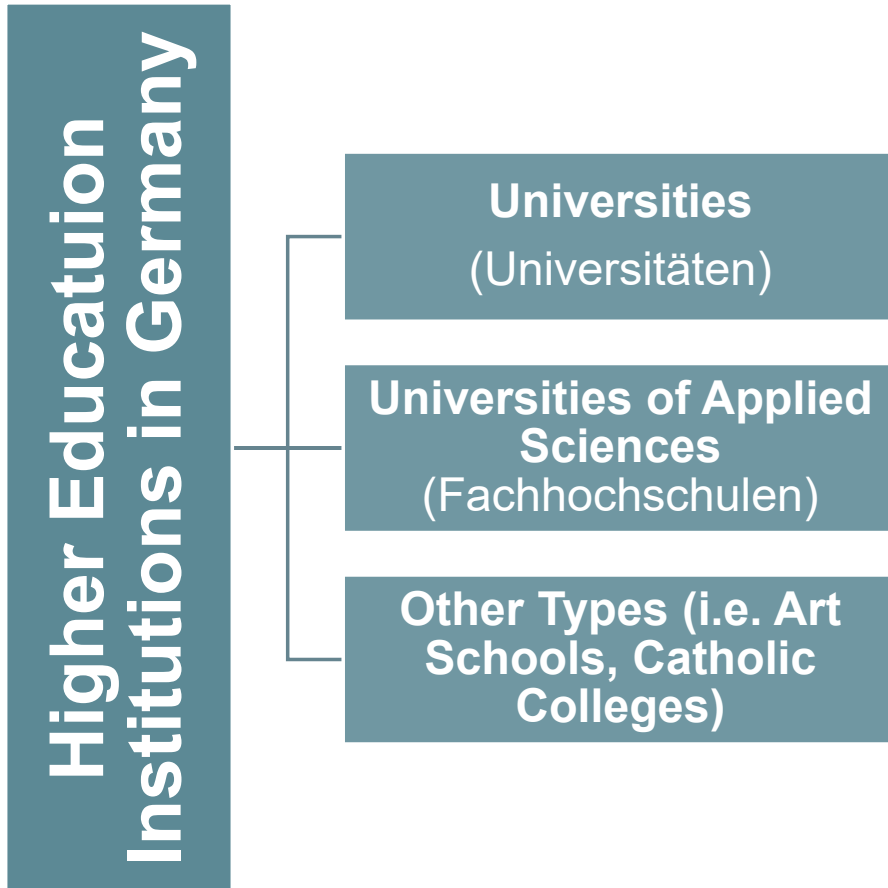 Higher Educatuion
Institutions in Germany
Universities
(Universitäten)
Universities of Applied
Sciences
(Fachhochschulen)
Other Types (i.e. Art
Schools, Catholic
Colleges)